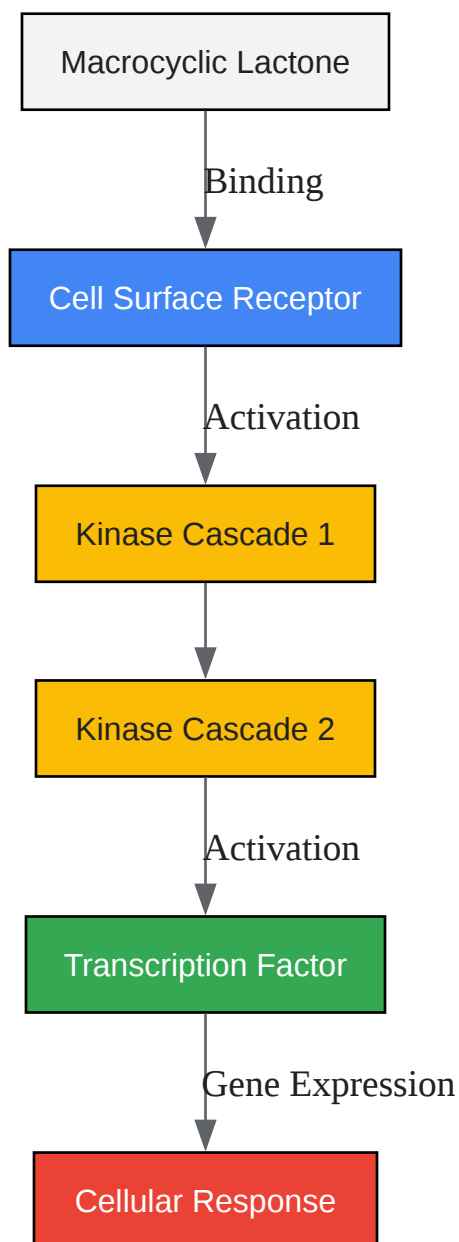 Macrocyclic Lactone
Binding
Cell Surface Receptor
Activation
Kinase Cascade 1
Kinase Cascade 2
Activation
Transcription Factor
Gene Expression
Cellular Response